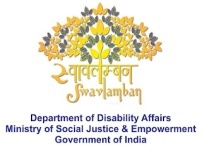 स्वावलम्बन
Swavlamban
Department of Disability Affairs
Ministry of Social Justice & Empowerment
Government of India